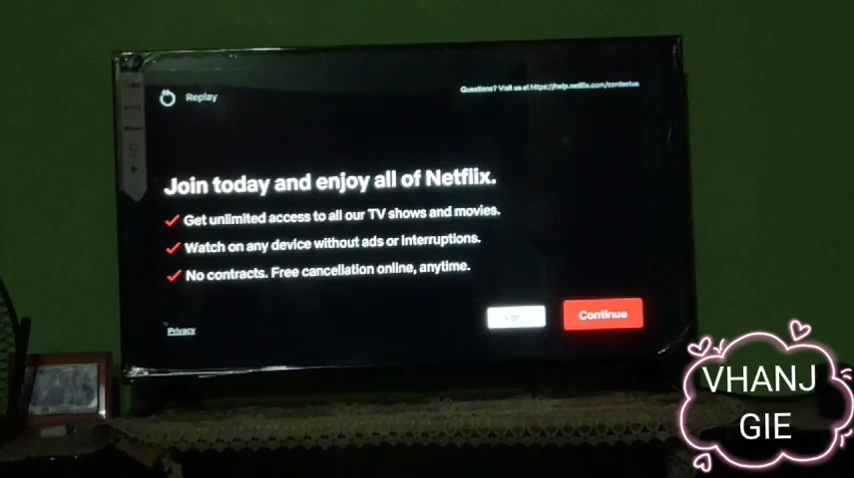 Replay
Questions? Visit us at https://help.netflix.com/contactus
Join today and enjoy all of Netflix.
Get unlimited access to all our TV shows and movies.
Watch on any device without ads or interruptions.
No contracts. Free cancellation online, anytime.
Continue
Privacy
VHANJ
GIE